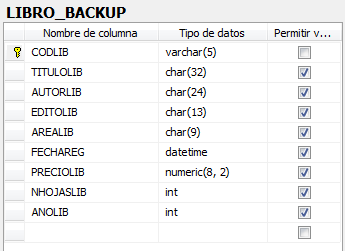 LIBRO_BACKUP
Nombre de columna Tipo de datos Permitir v...
CODLIB varchar(5)
TITULOLIB char(32)
AUTORLIB char(24)
EDITOLIB char(13)
AREALIB char(9)
FECHAREG datetime
PRECIOLIB numeric(8, 2)
NHOJASLIB int
ANOLIB int